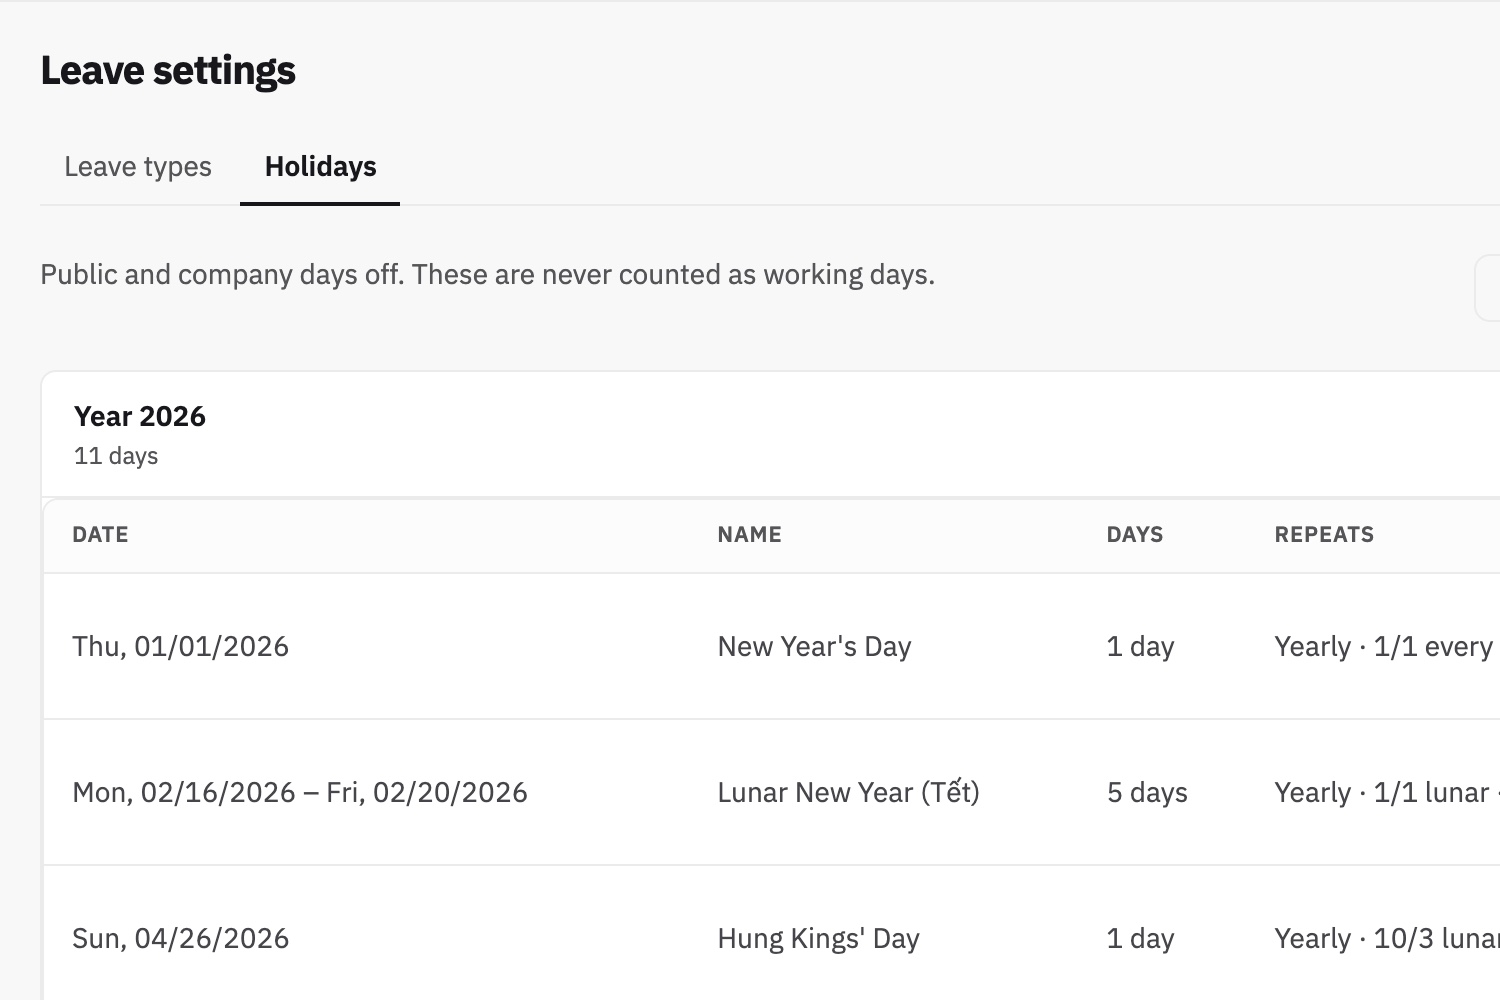 Leave settings
Leave types Holidays
Public and company days off. These are never counted as working days.
Year 2026
11 days
DATE NAME DAYS REPEATS
Thu, 01/01/2026 New Year's Day 1 day Yearly · 1/1 every
Mon, 02/16/2026 – Fri, 02/20/2026 Lunar New Year (Tết) 5 days Yearly · 1/1 lunar
Sun, 04/26/2026 Hung Kings' Day 1 day Yearly · 10/3 lunar